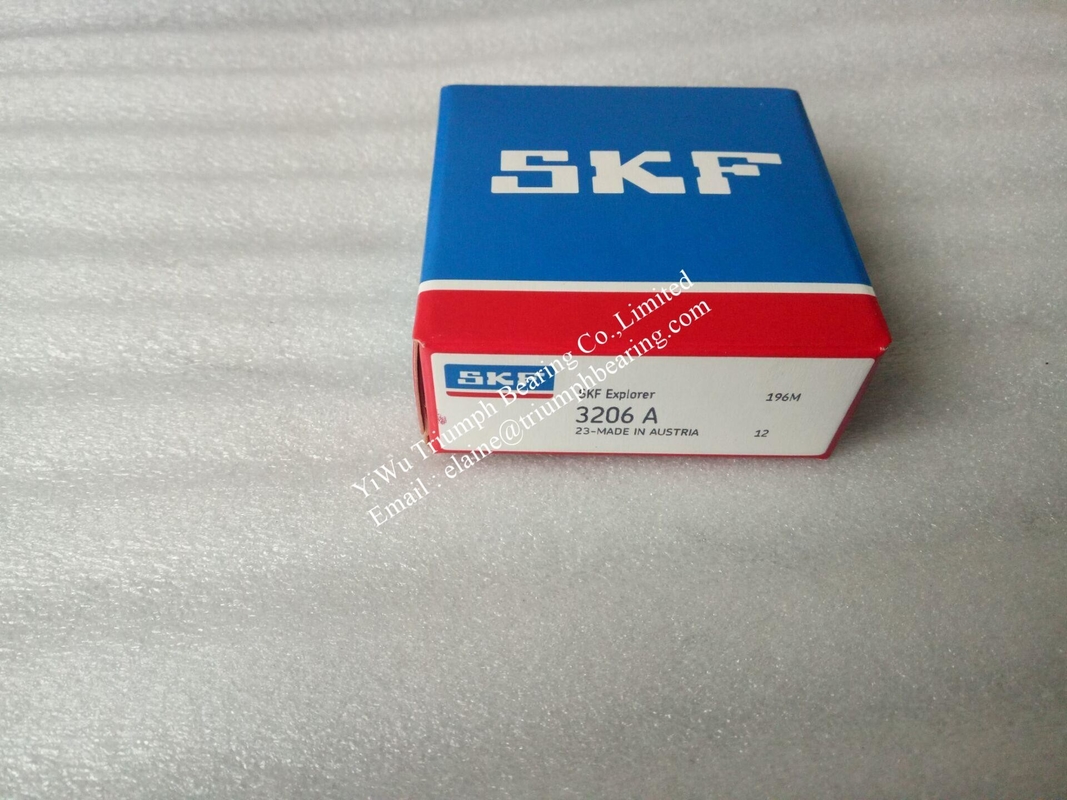 SKF
SKF
SKF Explorer 196M
3206 A
23-MADE IN AUSTRIA 12
YiWu Triumph Bearing Co.,Limited
Email : elaine@triumphbearing.com